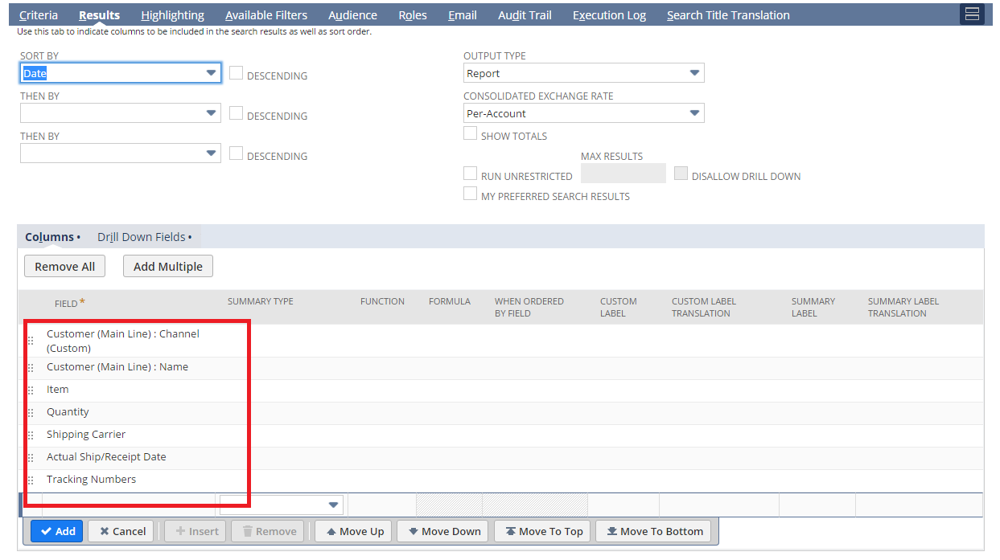 Criteria Results Highlighting Available Filters Audience Roles Email Audit Trail Execution Log Search Title Translation
Use this tab to indicate columns to be included in the search results as well as sort order.
SORT BY
Date
DESCENDING
THEN BY
DESCENDING
THEN BY
DESCENDING
OUTPUT TYPE
Report
CONSOLIDATED EXCHANGE RATE
Per-Account
SHOW TOTALS
MAX RESULTS
RUN UNRESTRICTED
DISALLOW DRILL DOWN
MY PREFERRED SEARCH RESULTS
Columns • Drill Down Fields •
Remove All Add Multiple
FIELD * SUMMARY TYPE FUNCTION FORMULA WHEN ORDERED BY FIELD CUSTOM LABEL CUSTOM LABEL TRANSLATION SUMMARY LABEL SUMMARY LABEL TRANSLATION
Customer (Main Line) : Channel
(Custom)
Customer (Main Line) : Name
Item
Quantity
Shipping Carrier
Actual Ship/Receipt Date
Tracking Numbers
Add Cancel Insert Remove Move Up Move Down Move To Top Move To Bottom